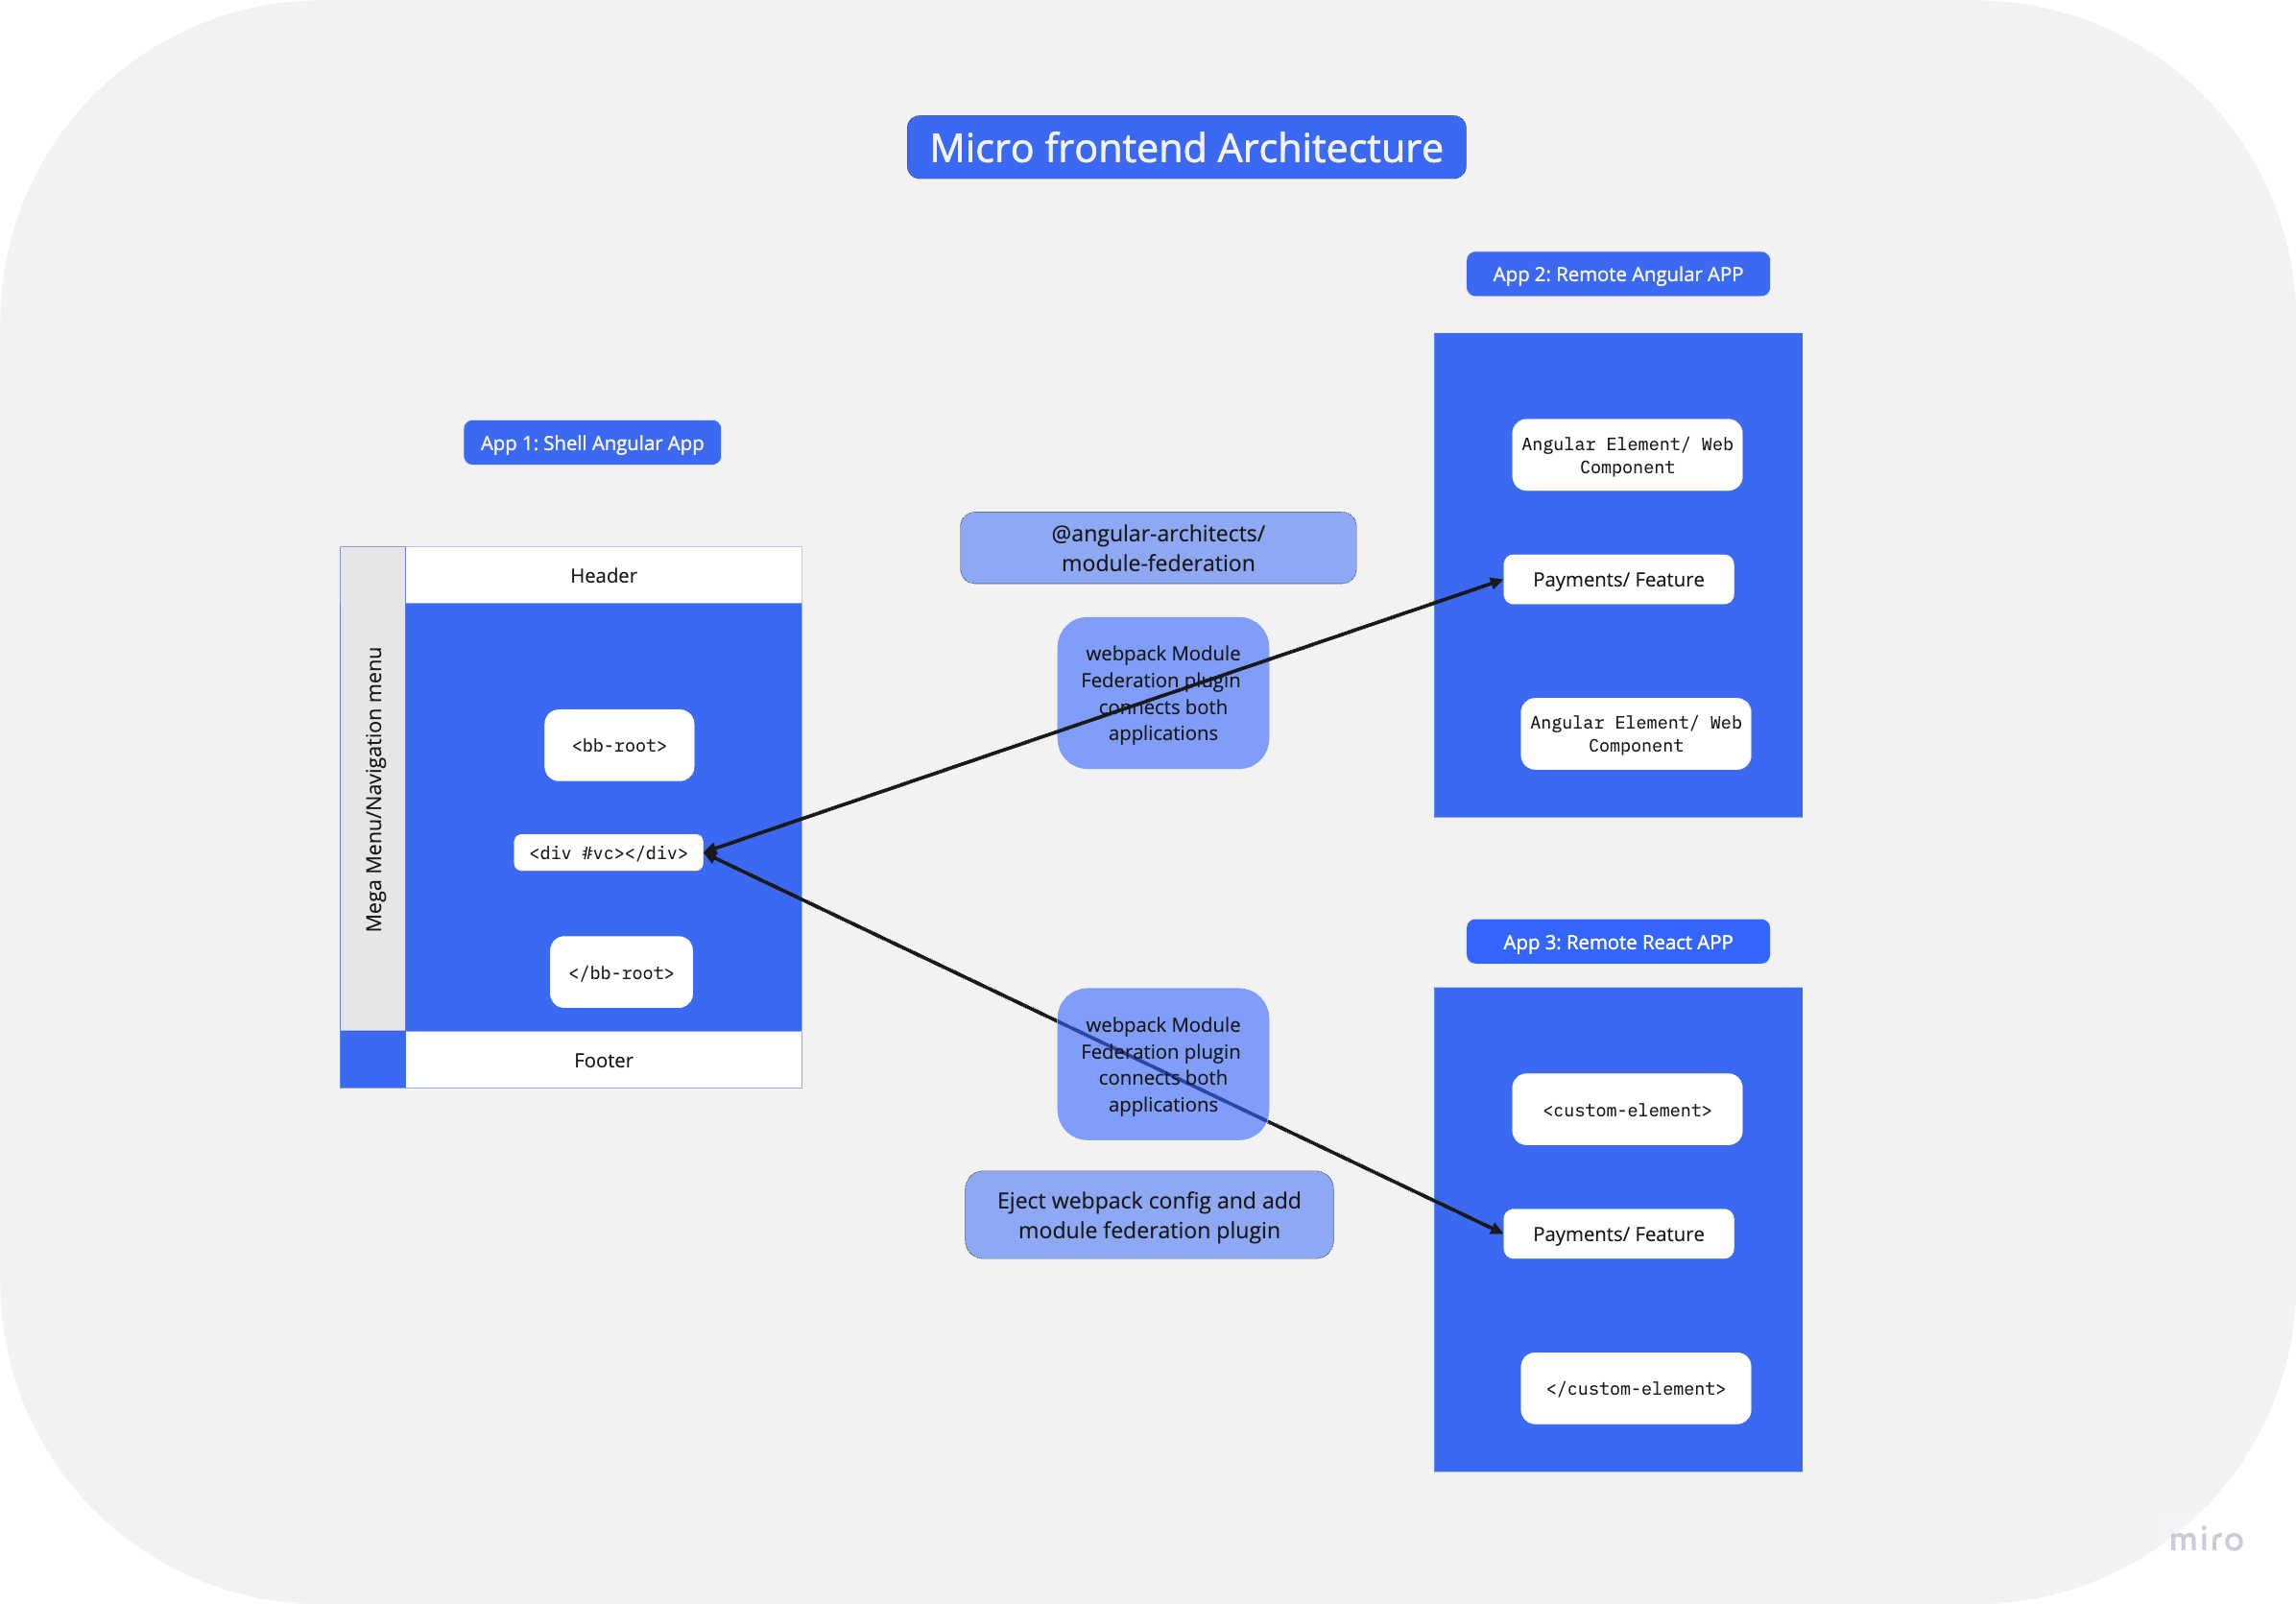 Micro frontend Architecture
App 2: Remote Angular APP
App 1: Shell Angular App
Angular Element/ Web
Component
@angular-architects/
module-federation
Header
Payments/ Feature
webpack Module
Federation plugin
connects both
applications
Mega Menu/Navigation menu
<bb-root>
Angular Element/ Web
Component
<div #vc></div>
</bb-root>
Footer
App 3: Remote React APP
webpack Module
Federation plugin
connects both
applications
<custom-element>
Eject webpack config and add
module federation plugin
Payments/ Feature
</custom-element>
miro